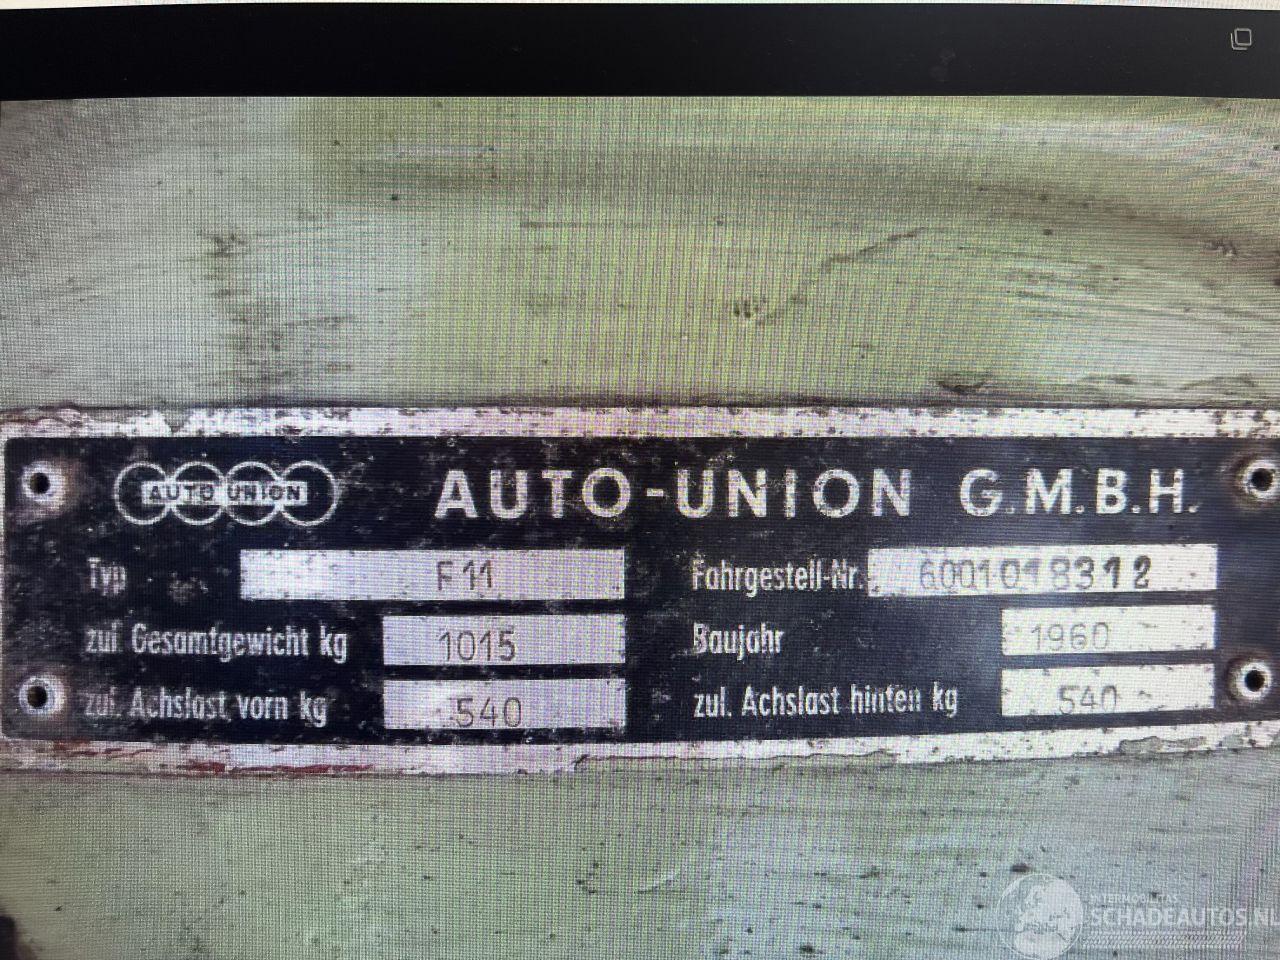 AUTO UNION
AUTO-UNION G.M.B.H.
Typ F11
Fahrgestell-Nr. 6001018312
zul. Gesamtgewicht kg 1015
Baujahr 1960
zul. Achslast vorn kg 540
zul. Achslast hinten kg 540
INTERMOBILITAS
SCHADEAUTOS.NL